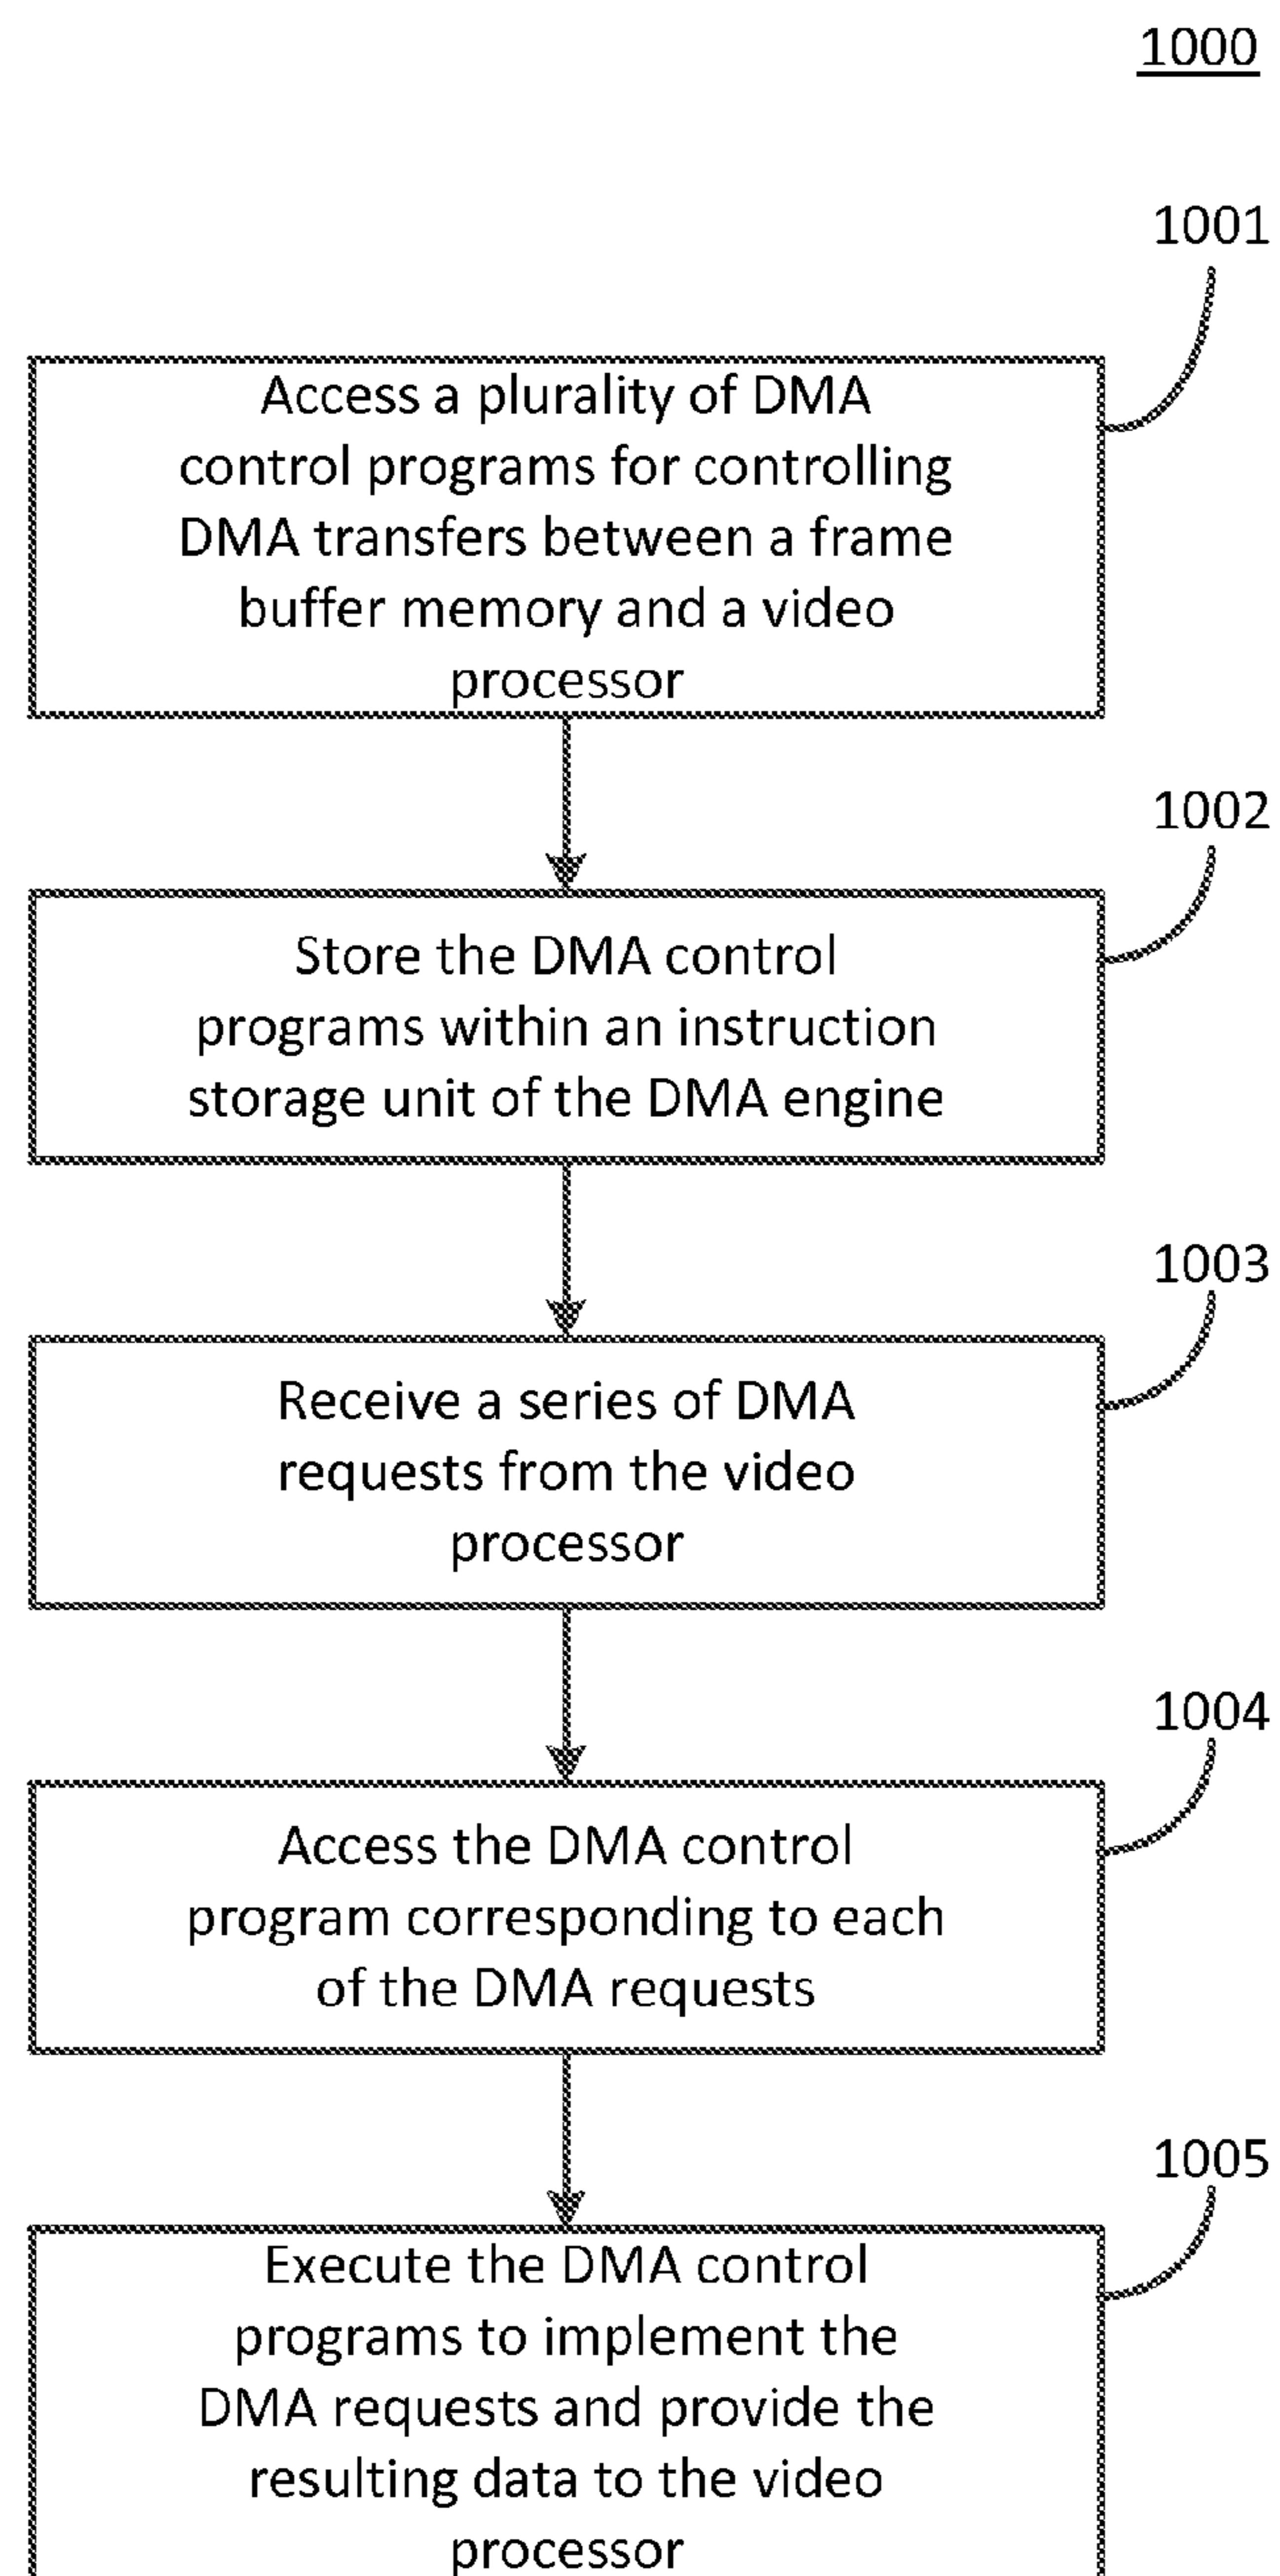 1000
1001
Access a plurality of DMA
control programs for controlling
DMA transfers between a frame
buffer memory and a video
processor
1002
Store the DMA control
programs within an instruction
storage unit of the DMA engine
1003
Receive a series of DMA
requests from the video
processor
1004
Access the DMA control
program corresponding to each
of the DMA requests
1005
Execute the DMA control
programs to implement the
DMA requests and provide the
resulting data to the video
processor